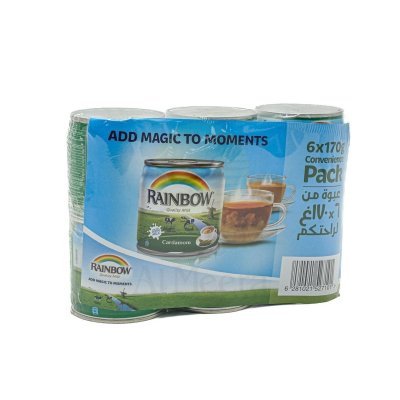 ADD MAGIC TO MOMENTS
6x170g
Convenience
Pack
عبوة من
٦×١٧٠غ
لراحتكم
RAINBOW
Cardamom
RAINBOW
ADD MAGIC TO MOMENTS